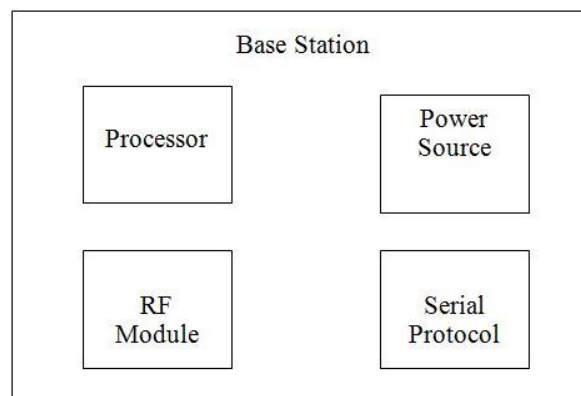 Base Station
Processor
Power
Source
RF
Module
Serial
Protocol